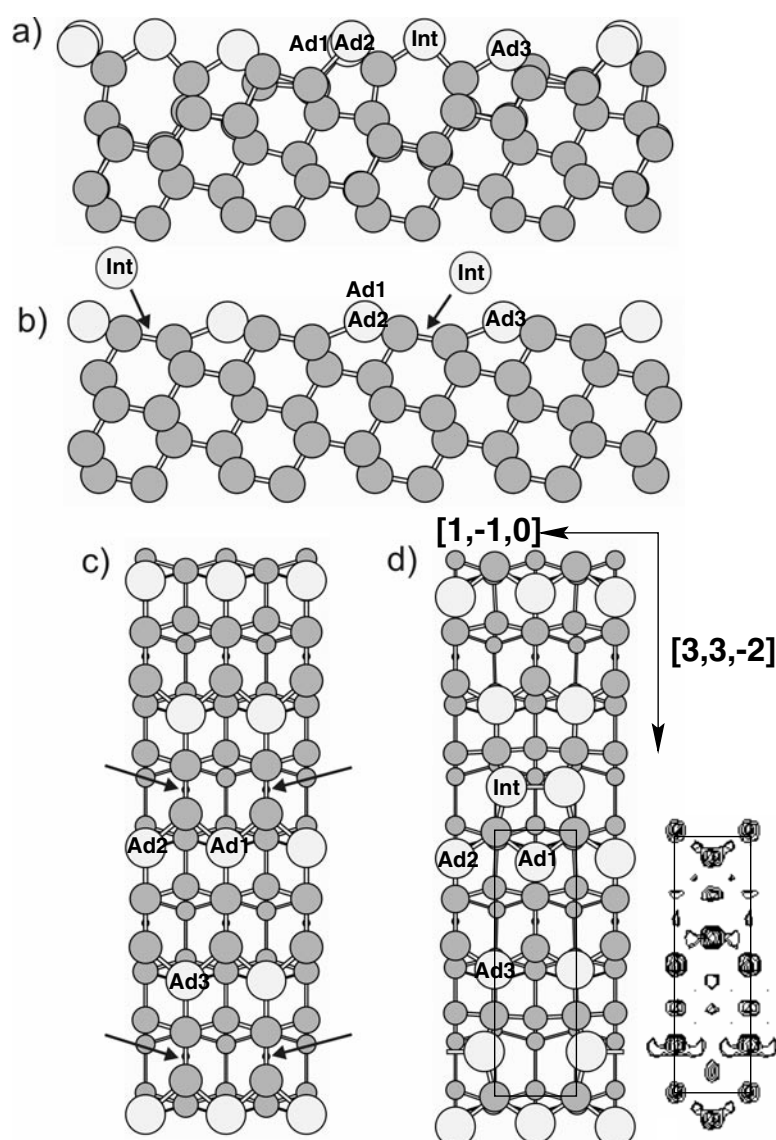 a)
Ad1 Ad2 Int Ad3
Int Int
b)
Ad1
Ad2 Ad3
[1,-1,0]
c) d)
[3,3,-2]
Int
Ad2 Ad1 Ad2 Ad1
Ad3 Ad3